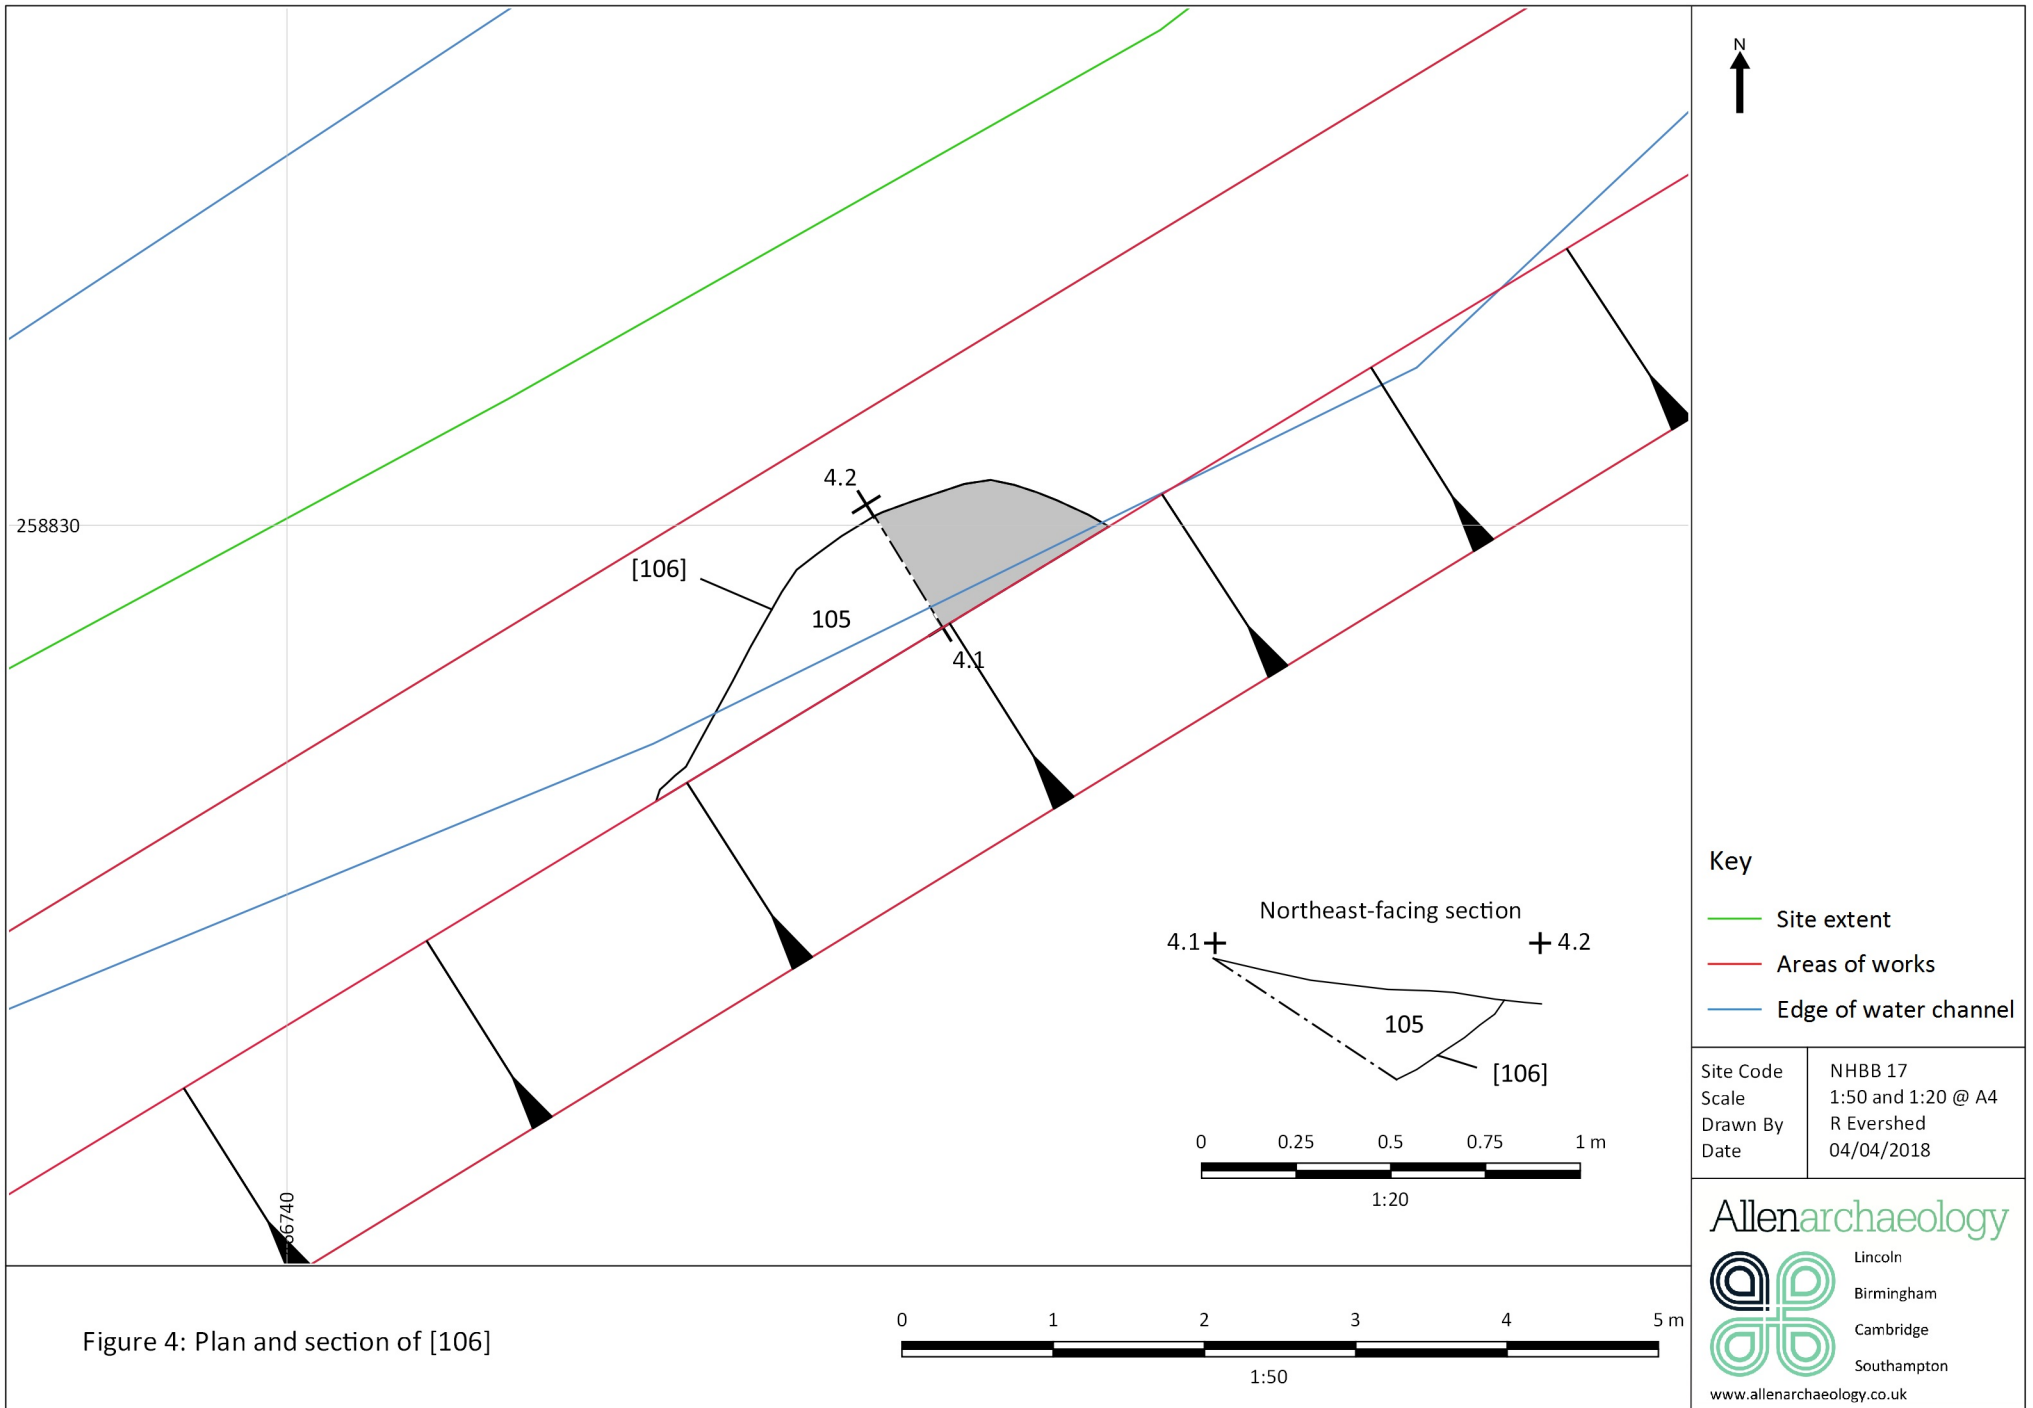 N
4.2
258830
[106]
105
4.1
Northeast-facing section
4.1
4.2
105
[106]
0 0.25 0.5 0.75 1 m
1:20
Key
Site extent
Areas of works
Edge of water channel
Site Code NHBB 17
Scale 1:50 and 1:20 @ A4
Drawn By R Evershed
Date 04/04/2018
Allenarchaeology
Lincoln
Birmingham
Cambridge
Southampton
www.allenarchaeology.co.uk
Figure 4: Plan and section of [106]
0 1 2 3 4 5 m
1:50